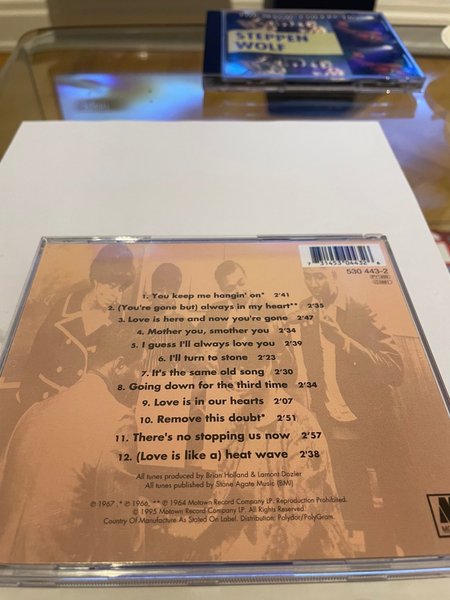 STEPPEN
WOLF
7 31453 04432 6
530 443-2
1. You keep me hangin' on* 2'41
2. (You're gone but) always in my heart** 2'35
3. Love is here and now you're gone 2'47
4. Mother you, smother you 2'34
5. I guess I'll always love you 2'39
6. I'll turn to stone 2'23
7. It's the same old song 2'30
8. Going down for the third time 2'34
9. Love is in our hearts 2'07
10. Remove this doubt* 2'51
11. There's no stopping us now 2'57
12. (Love is like a) heat wave 2'38
All tunes produced by Brian Holland & Lamont Dozier
All tunes published by Stone Agate Music (BMI)
℗ 1967, * ℗ 1966, ** ℗ 1964 Motown Record Company LP. Reproduction Prohibited.
© 1995 Motown Record Company LP. All Rights Reserved.
Country Of Manufacture As Stated On Label. Distribution: Polydor/PolyGram.